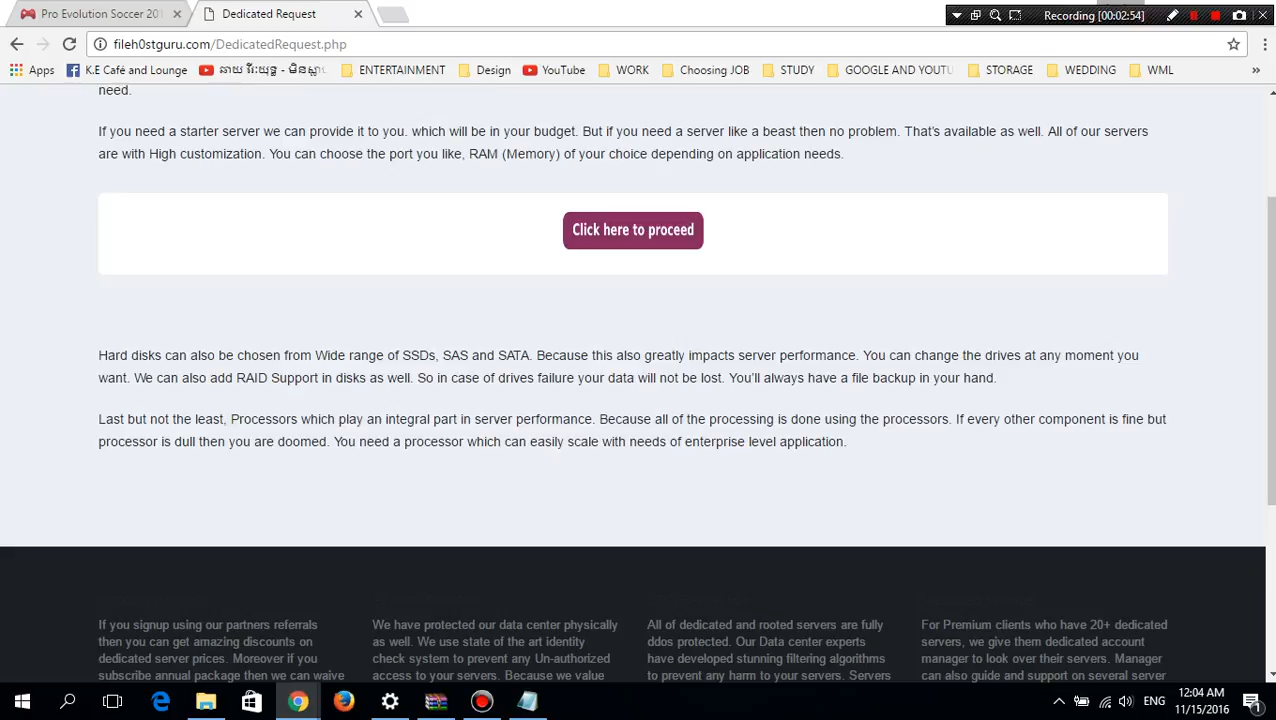 Pro Evolution Soccer 201
Dedicated Request
Recording [00:02:54]
fileh0stguru.com/DedicatedRequest.php
Apps K.E Café and Lounge ENTERTAINMENT Design YouTube WORK Choosing JOB STUDY GOOGLE AND YOUTU STORAGE WEDDING WML »
need.
If you need a starter server we can provide it to you. which will be in your budget. But if you need a server like a beast then no problem. That's available as well. All of our servers
are with High customization. You can choose the port you like, RAM (Memory) of your choice depending on application needs.
Click here to proceed
Hard disks can also be chosen from Wide range of SSDs, SAS and SATA. Because this also greatly impacts server performance. You can change the drives at any moment you
want. We can also add RAID Support in disks as well. So in case of drives failure your data will not be lost. You'll always have a file backup in your hand.
Last but not the least, Processors which play an integral part in server performance. Because all of the processing is done using the processors. If every other component is fine but
processor is dull then you are doomed. You need a processor which can easily scale with needs of enterprise level application.
If you signup using our partners referrals
then you can get amazing discounts on
dedicated server prices. Moreover if you
subscribe annual package then we can waive
We have protected our data center physically
as well. We use state of the art identity
check system to prevent any Un-authorized
access to your servers. Because we value
All of dedicated and rooted servers are fully
ddos protected. Our Data center experts
have developed stunning filtering algorithms
to prevent any harm to your servers. Servers
For Premium clients who have 20+ dedicated
servers, we give them dedicated account
manager to look over their servers. Manager
can also guide and support on several server
ENG
12:04 AM
11/15/2016
1